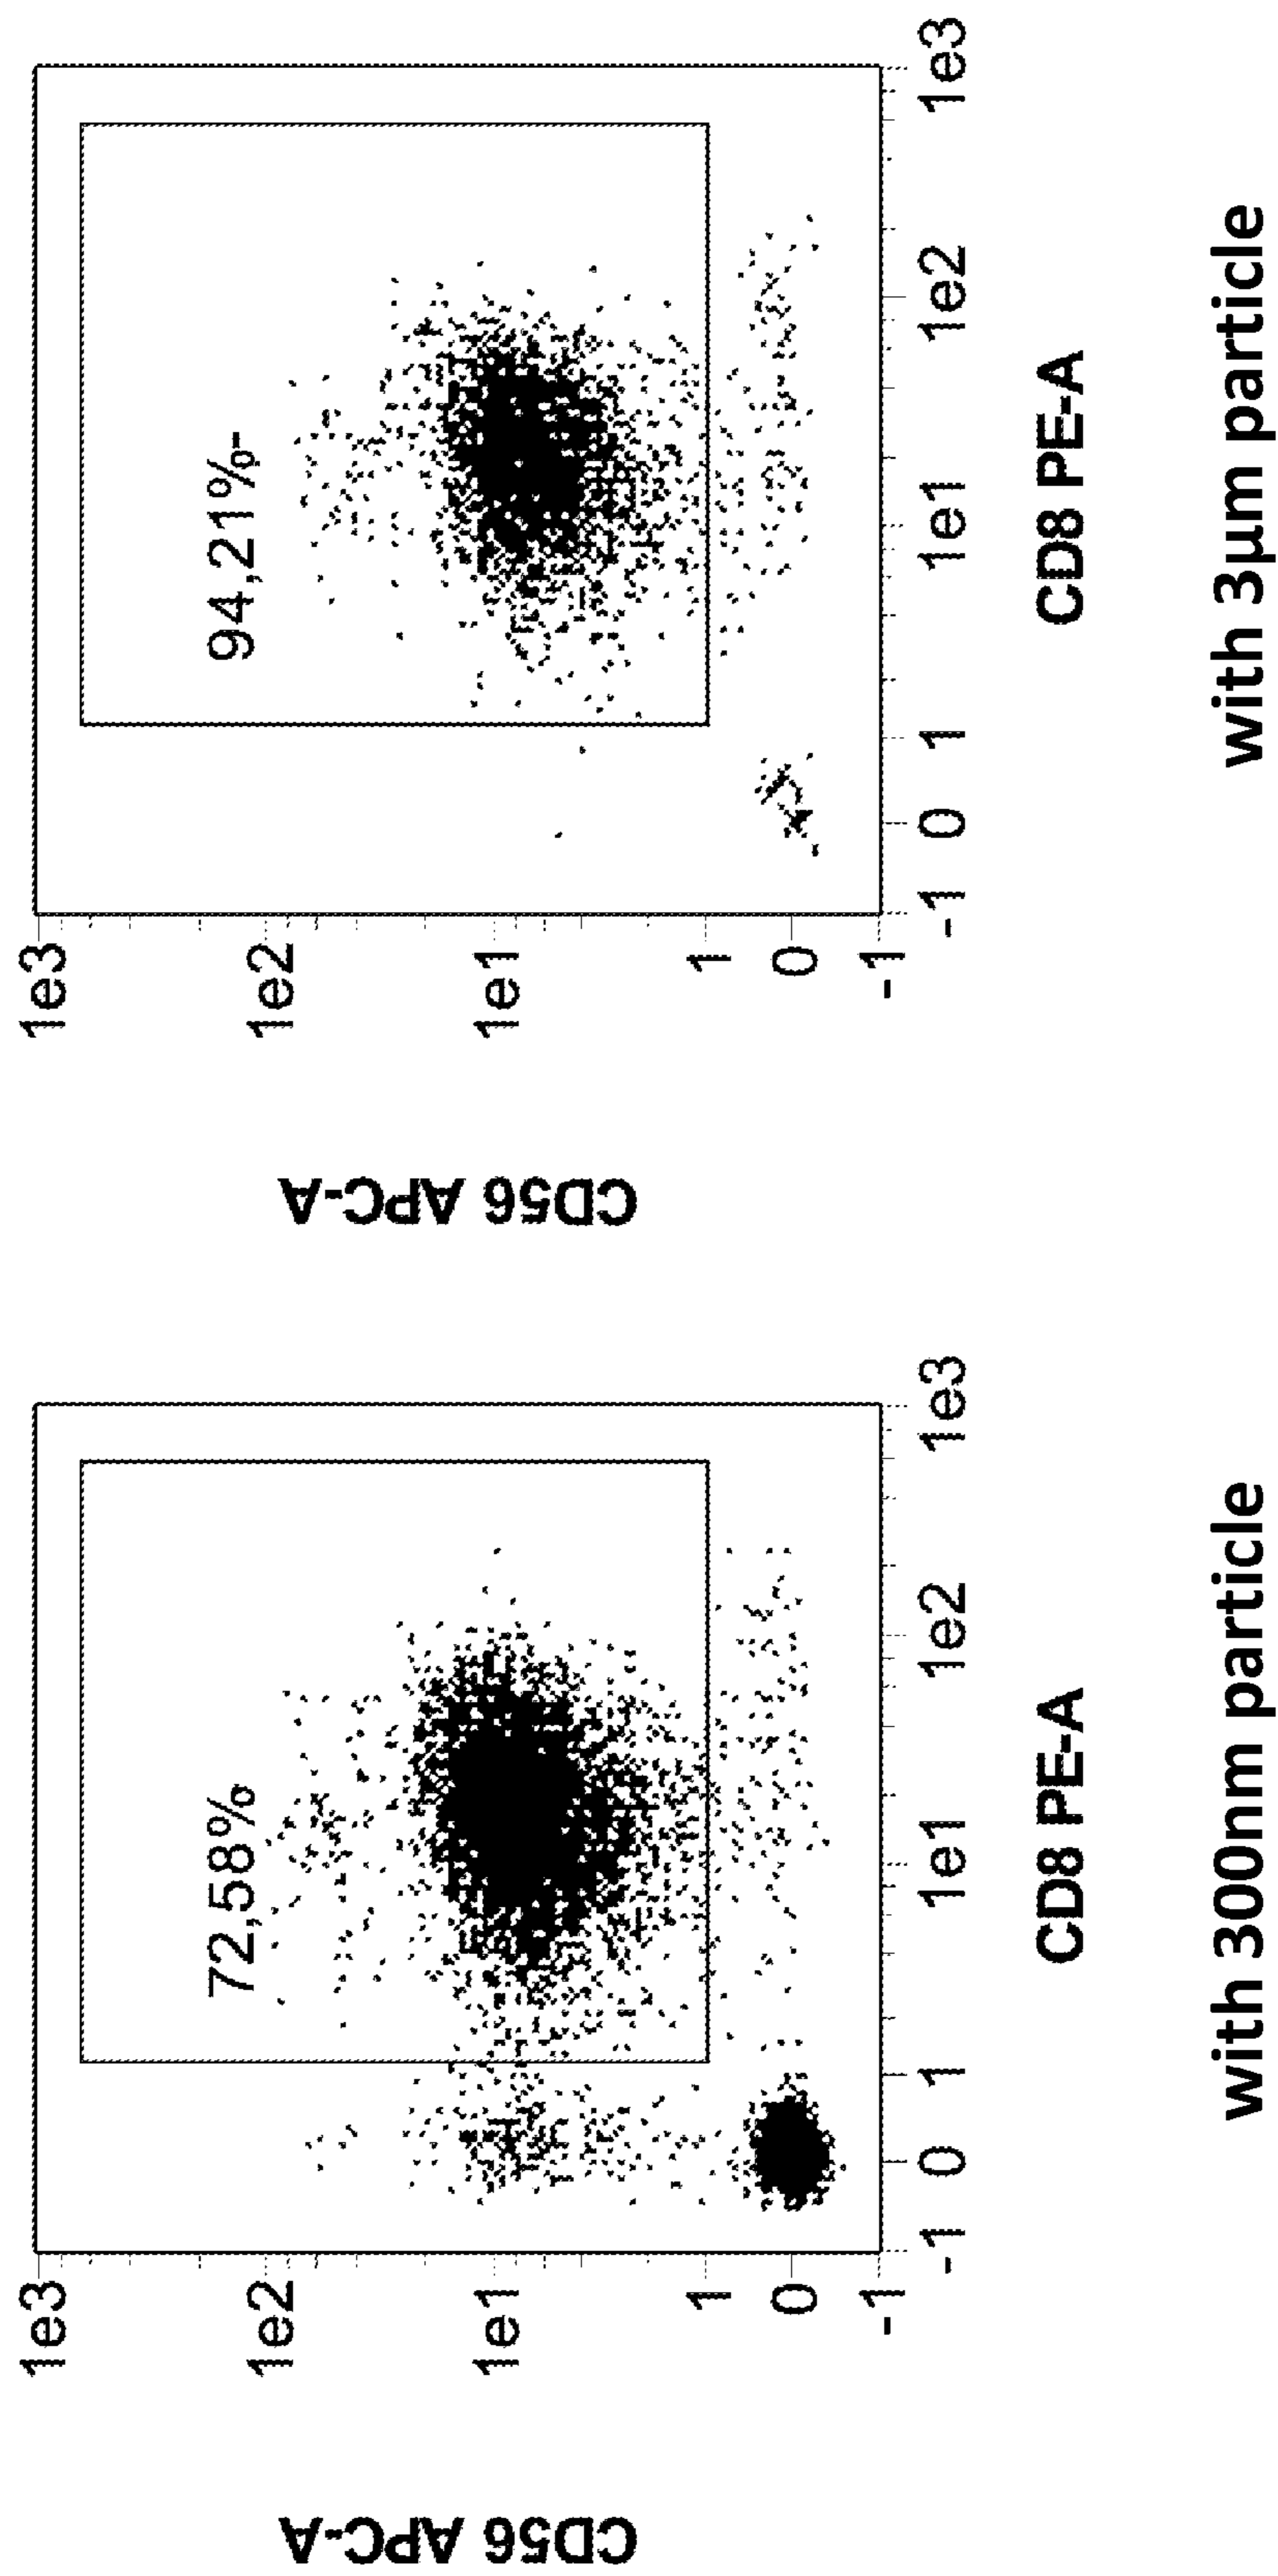 CD56 APC-A
1e3
1e2
1e1
1
0
-1
72,58%
-1
0
1
1e1
1e2
1e3
CD8 PE-A
with 300nm particle
CD56 APC-A
1e3
1e2
1e1
1
0
-1
94,21%-
-1
0
1
1e1
1e2
1e3
CD8 PE-A
with 3µm particle